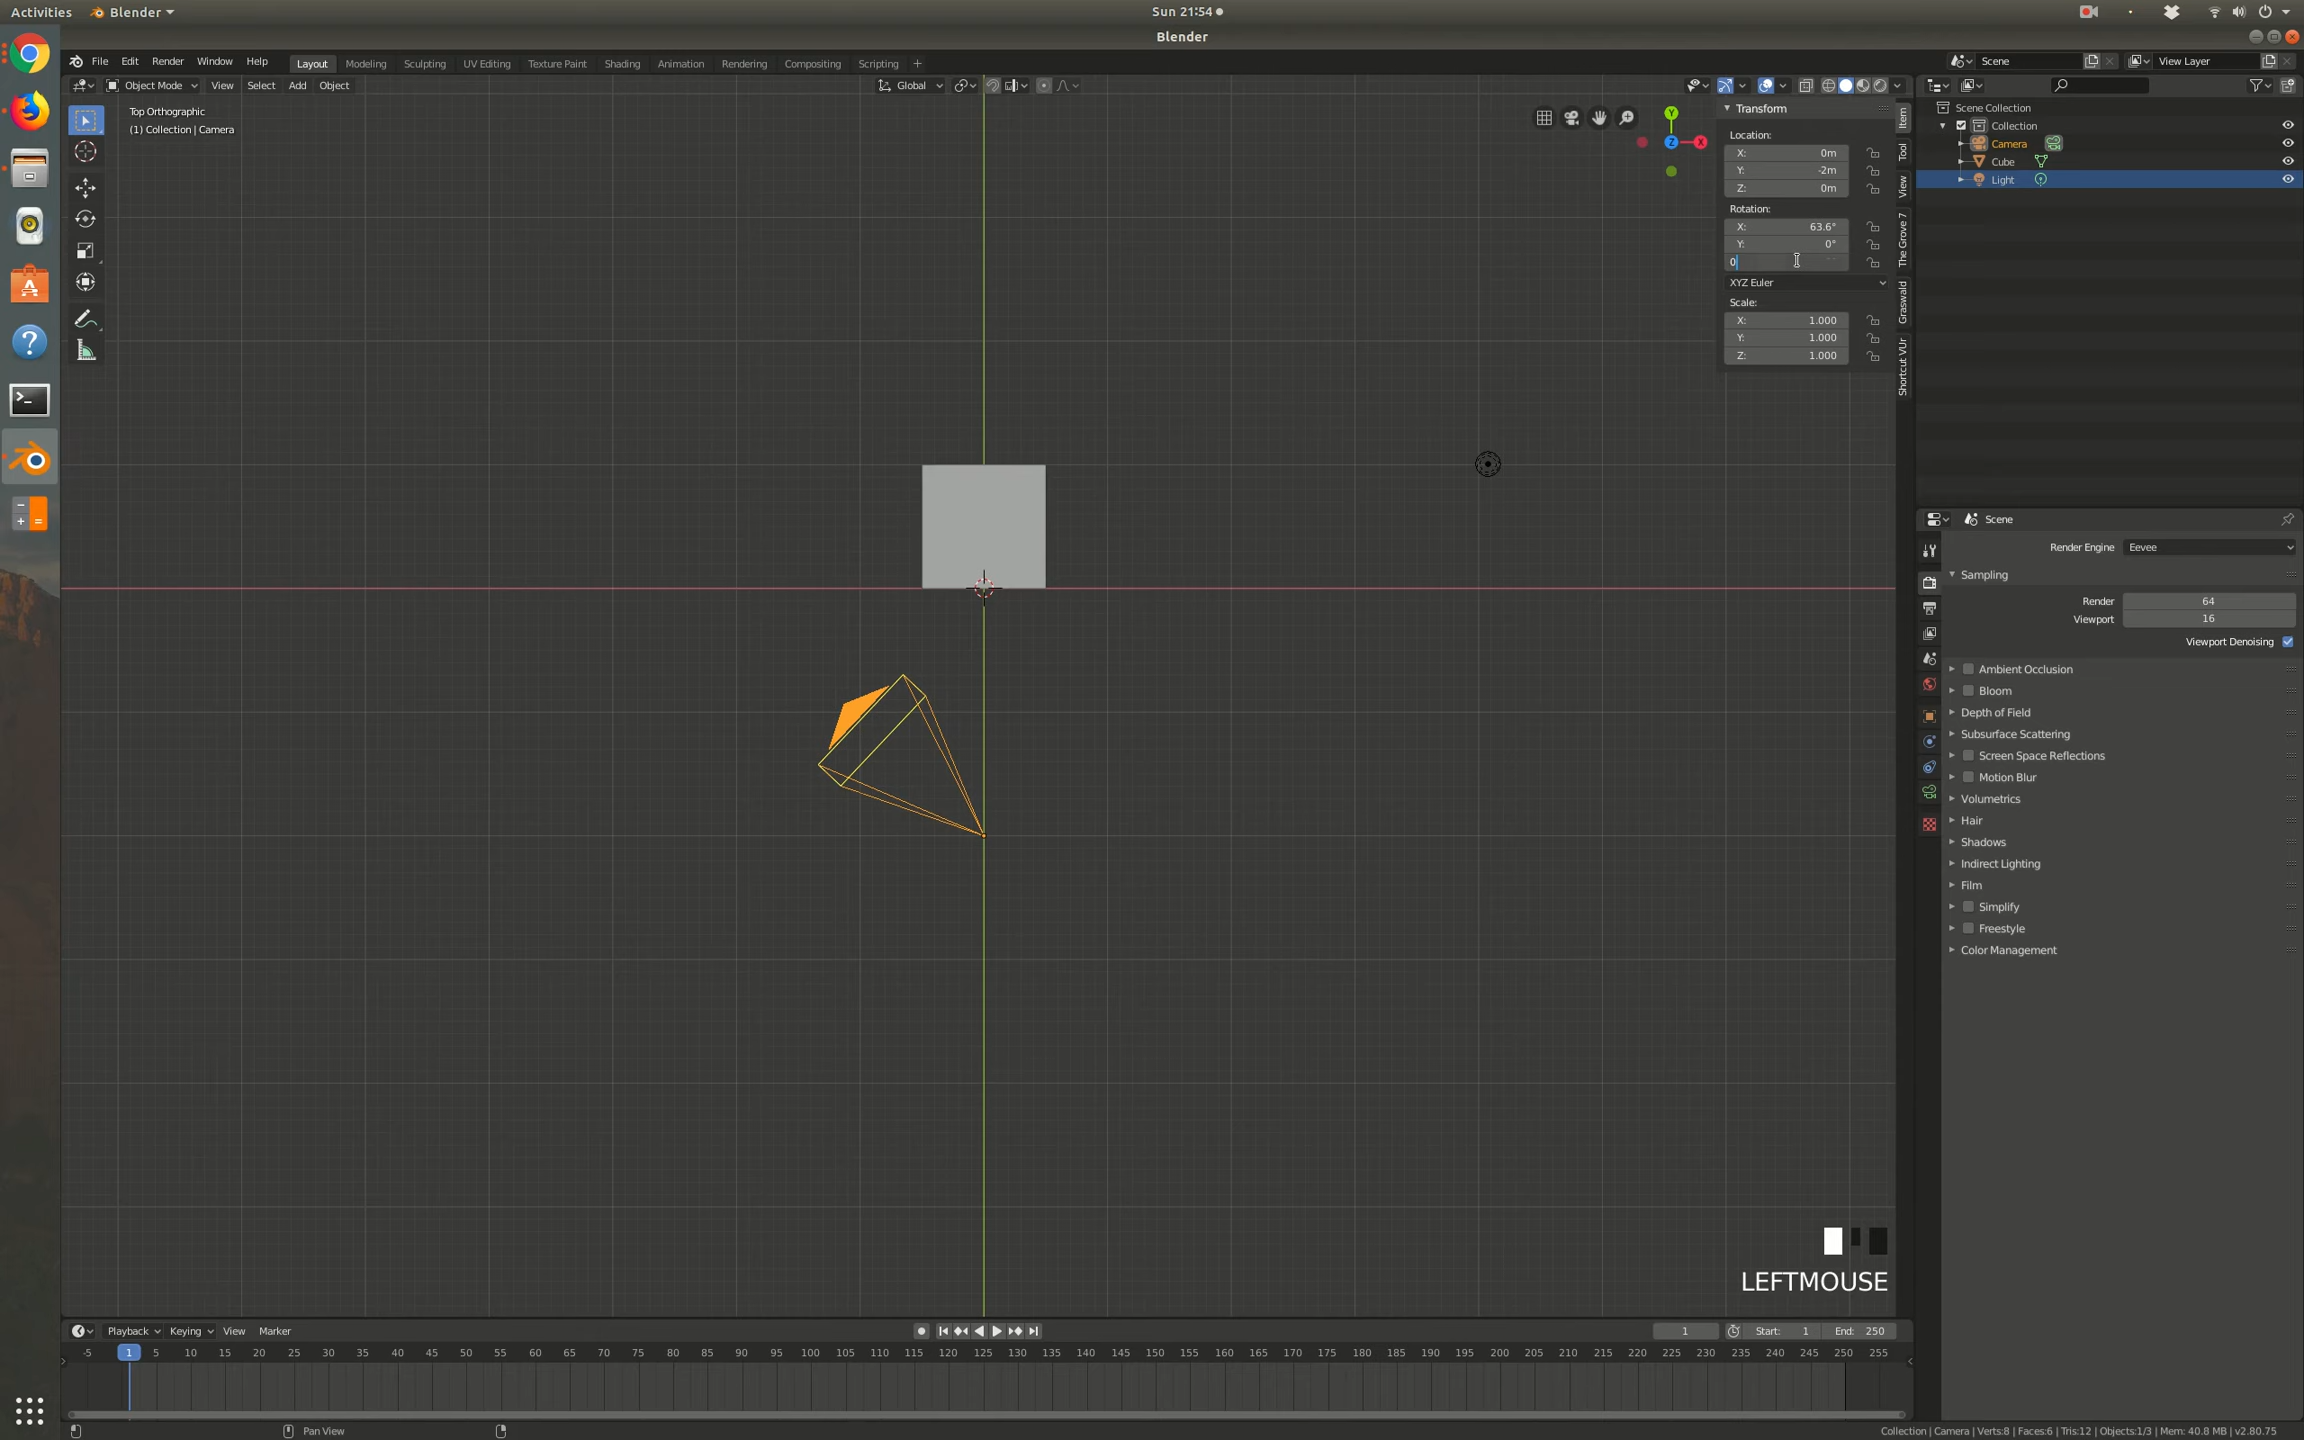 Activities Blender Sun 21:54
Blender
File Edit Render Window Help Layout Modeling Sculpting UV Editing Texture Paint Shading Animation Rendering Compositing Scripting + Scene View Layer
Object Mode View Select Add Object Global
Top Orthographic
(1) Collection | Camera
Y
Z
X
Transform
Location:
X: 0m
Y: -2m
Z: 0m
Rotation:
X: 63.6°
Y: 0°
0
XYZ Euler
Scale:
X: 1.000
Y: 1.000
Z: 1.000
Item
Tool
View
The Grove 7
Graswald
Shortcut VUr
Scene Collection
Collection
Camera
Cube
Light
Scene
Render Engine Eevee
Sampling
Render 64
Viewport 16
Viewport Denoising
Ambient Occlusion
Bloom
Depth of Field
Subsurface Scattering
Screen Space Reflections
Motion Blur
Volumetrics
Hair
Shadows
Indirect Lighting
Film
Simplify
Freestyle
Color Management
LEFTMOUSE
Playback Keying View Marker 1 Start: 1 End: 250
-5 1 5 10 15 20 25 30 35 40 45 50 55 60 65 70 75 80 85 90 95 100 105 110 115 120 125 130 135 140 145 150 155 160 165 170 175 180 185 190 195 200 205 210 215 220 225 230 235 240 245 250 255
Pan View Collection | Camera | Verts:8 | Faces:6 | Tris:12 | Objects:1/3 | Mem: 40.8 MB | v2.80.75